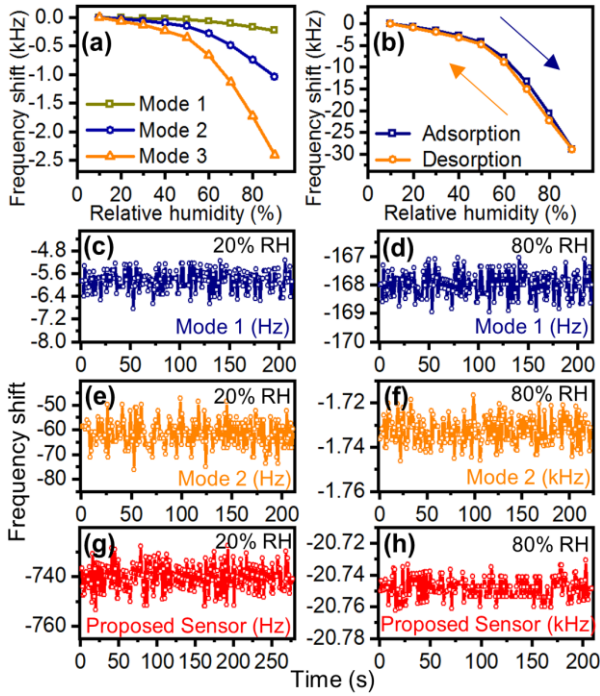 (a)
Frequency shift (kHz)
0.0
-0.5
-1.0
-1.5
-2.0
-2.5
Mode 1
Mode 2
Mode 3
0 20 40 60 80
Relative humidity (%)
(b)
Frequency shift (kHz)
0
-5
-10
-15
-20
-25
-30
Adsorption
Desorption
0 20 40 60 80
Relative humidity (%)
Frequency shift
(c) 20% RH
-4.8
-5.6
-6.4
-7.2
-8.0
Mode 1 (Hz)
0 50 100 150 200
(d) 80% RH
-167
-168
-169
-170
Mode 1 (Hz)
0 50 100 150 200
(e) 20% RH
-50
-60
-70
-80
Mode 2 (Hz)
0 50 100 150 200
(f) 80% RH
-1.72
-1.74
-1.76
Mode 2 (kHz)
0 50 100 150 200
(g) 20% RH
-740
-760
Proposed Sensor (Hz)
0 50 100 150 200 250
(h) 80% RH
-20.72
-20.74
-20.76
-20.78
Proposed Sensor (kHz)
0 50 100 150 200
Time (s)